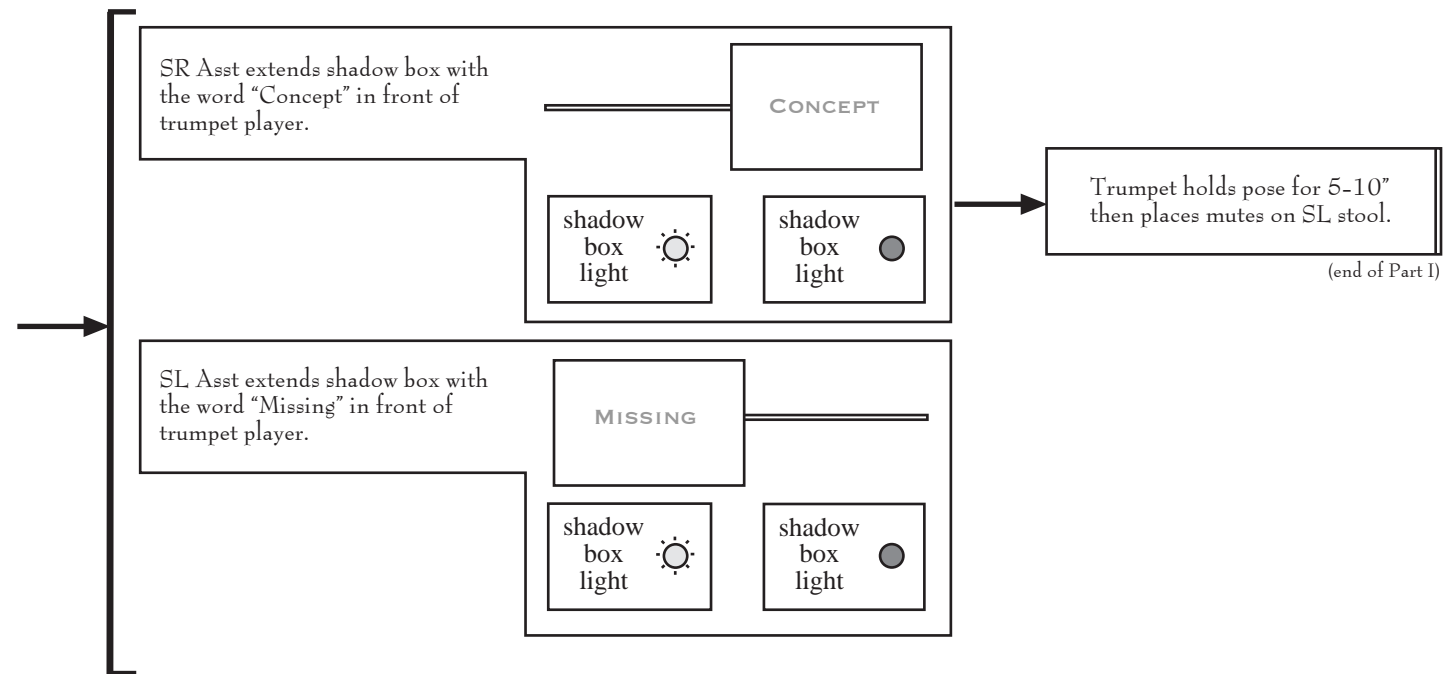 SR Asst extends shadow box with
the word “Concept” in front of
trumpet player.
CONCEPT
shadow
box
light
shadow
box
light
Trumpet holds pose for 5-10”
then places mutes on SL stool.
(end of Part I)
SL Asst extends shadow box with
the word “Missing” in front of
trumpet player.
MISSING
shadow
box
light
shadow
box
light